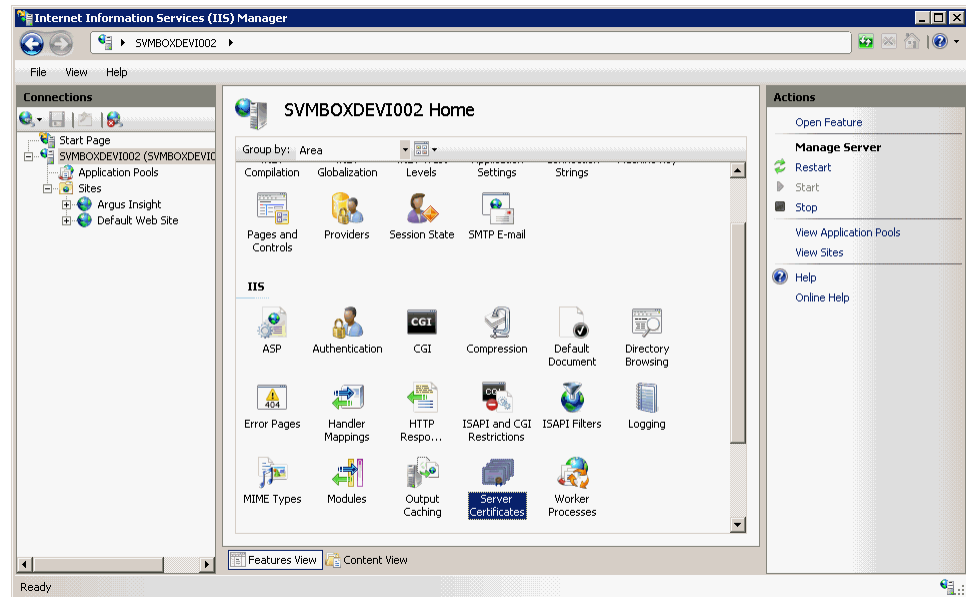 Internet Information Services (IIS) Manager
SVMBOXDEVI002
File View Help
Connections
Start Page
SVMBOXDEVI002 (SVMBOXDEVI0
Application Pools
Sites
Argus Insight
Default Web Site
SVMBOXDEVI002 Home
Group by: Area
Compilation Globalization Levels Settings Strings
Pages and Controls
Providers
Session State
SMTP E-mail
IIS
ASP
Authentication
CGI
CGI
Compression
Default Document
Directory Browsing
404
Error Pages
Handler Mappings
HTTP Respo...
ISAPI and CGI Restrictions
ISAPI Filters
Logging
MIME Types
Modules
Output Caching
Server Certificates
Worker Processes
Features View
Content View
Actions
Open Feature
Manage Server
Restart
Start
Stop
View Application Pools
View Sites
Help
Online Help
Ready